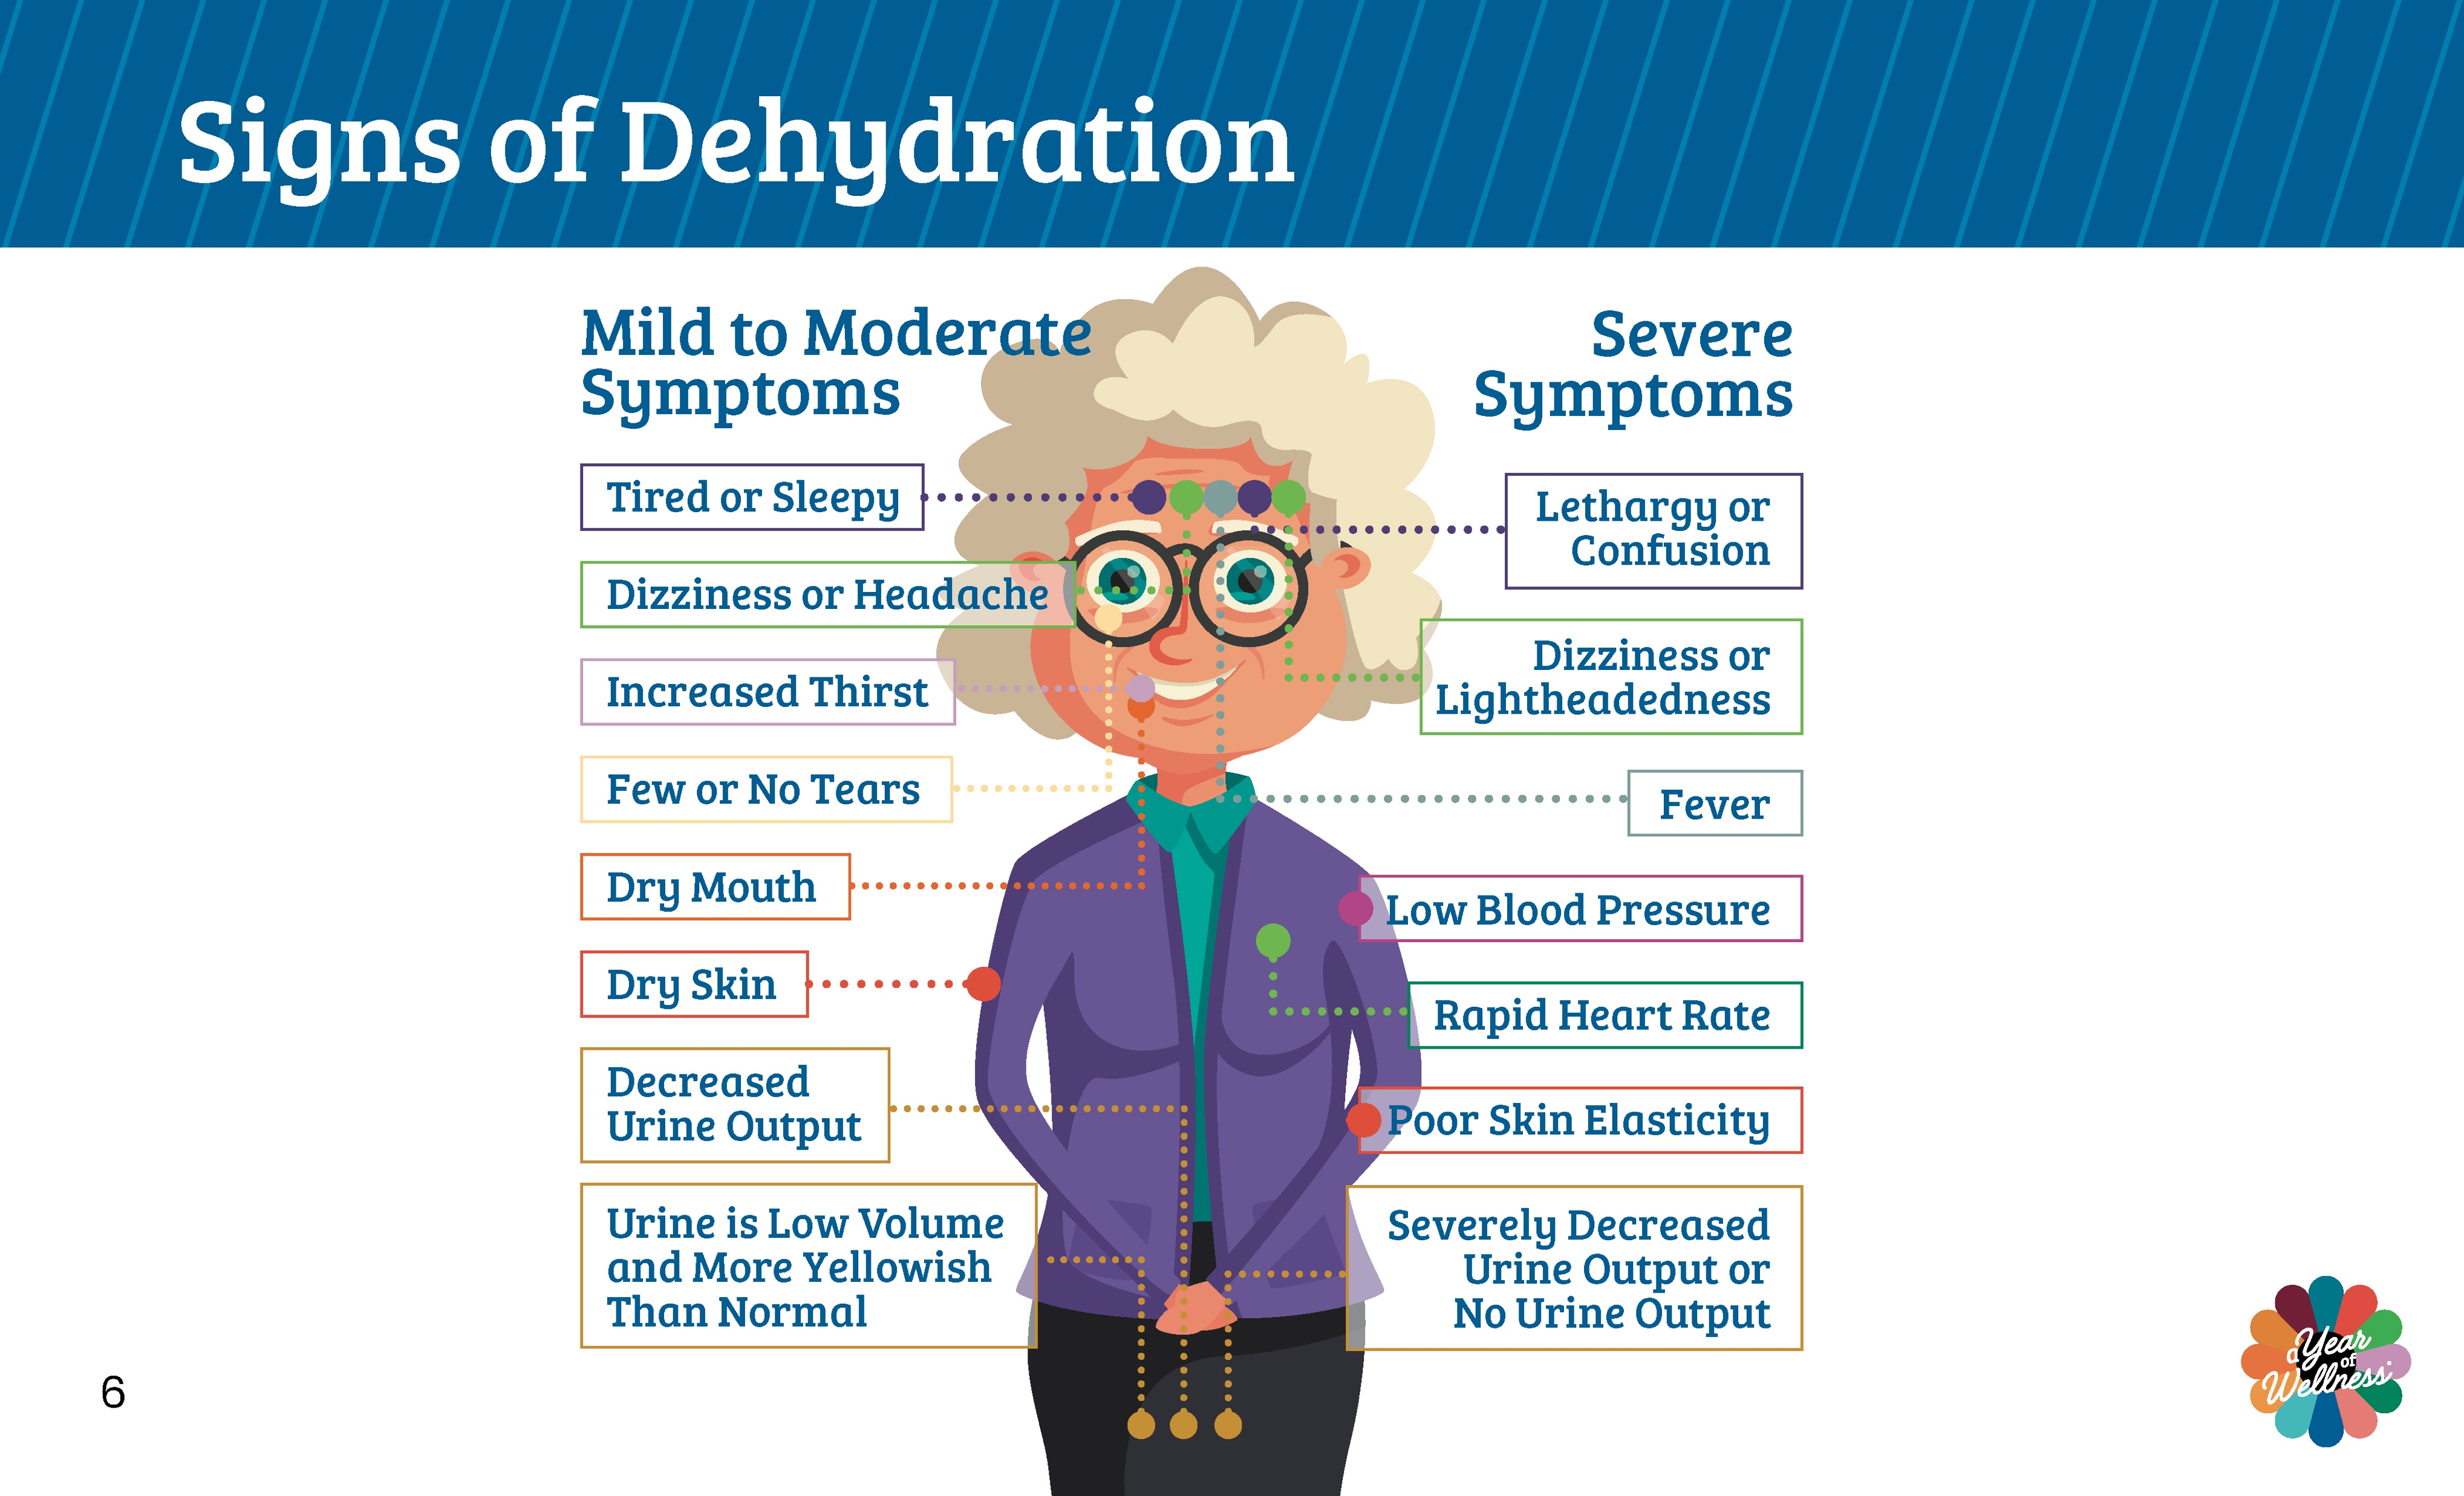 Signs of Dehydration
Mild to Moderate
Symptoms
Tired or Sleepy
Dizziness or Headache
Increased Thirst
Few or No Tears
Dry Mouth
Dry Skin
Decreased
Urine Output
Urine is Low Volume
and More Yellowish
Than Normal
Severe
Symptoms
Lethargy or
Confusion
Dizziness or
Lightheadedness
Fever
Low Blood Pressure
Rapid Heart Rate
Poor Skin Elasticity
Severely Decreased
Urine Output or
No Urine Output
6
a Year
of
Wellness